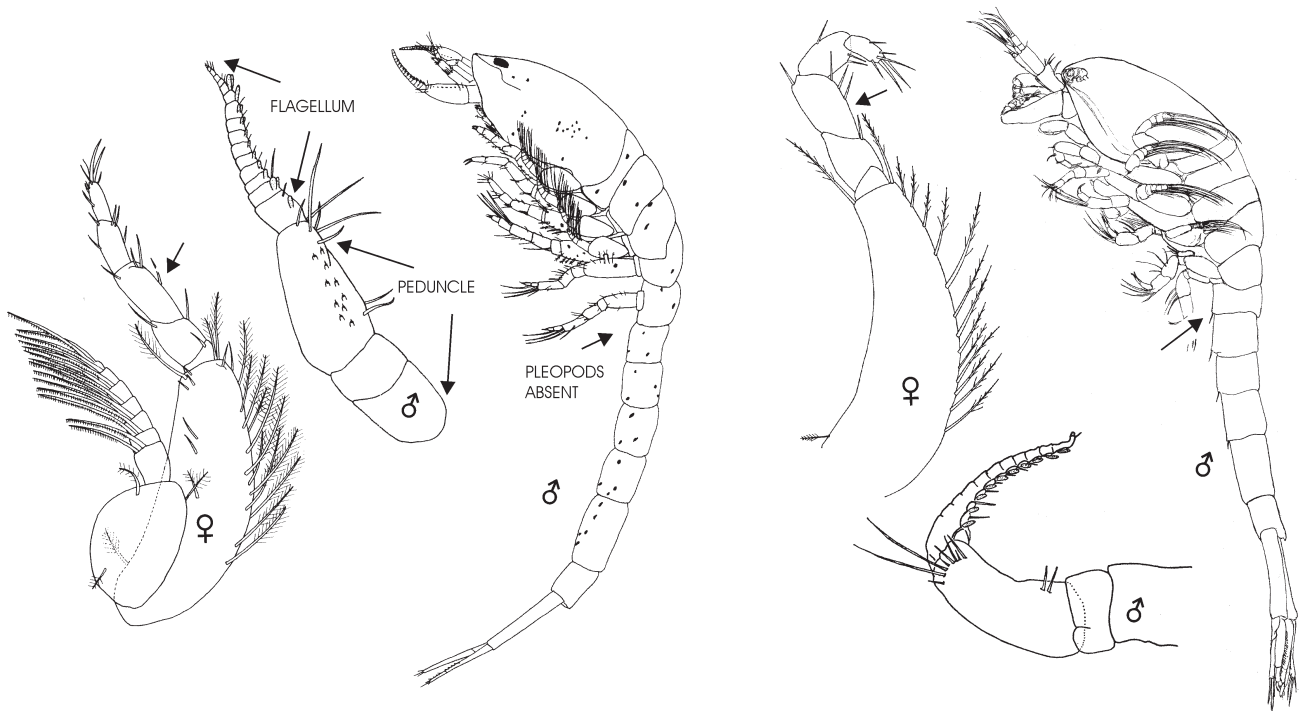 FLAGELLUM
PEDUNCLE
♂
PLEOPODS
ABSENT
♂
♀
♀
♂
♂